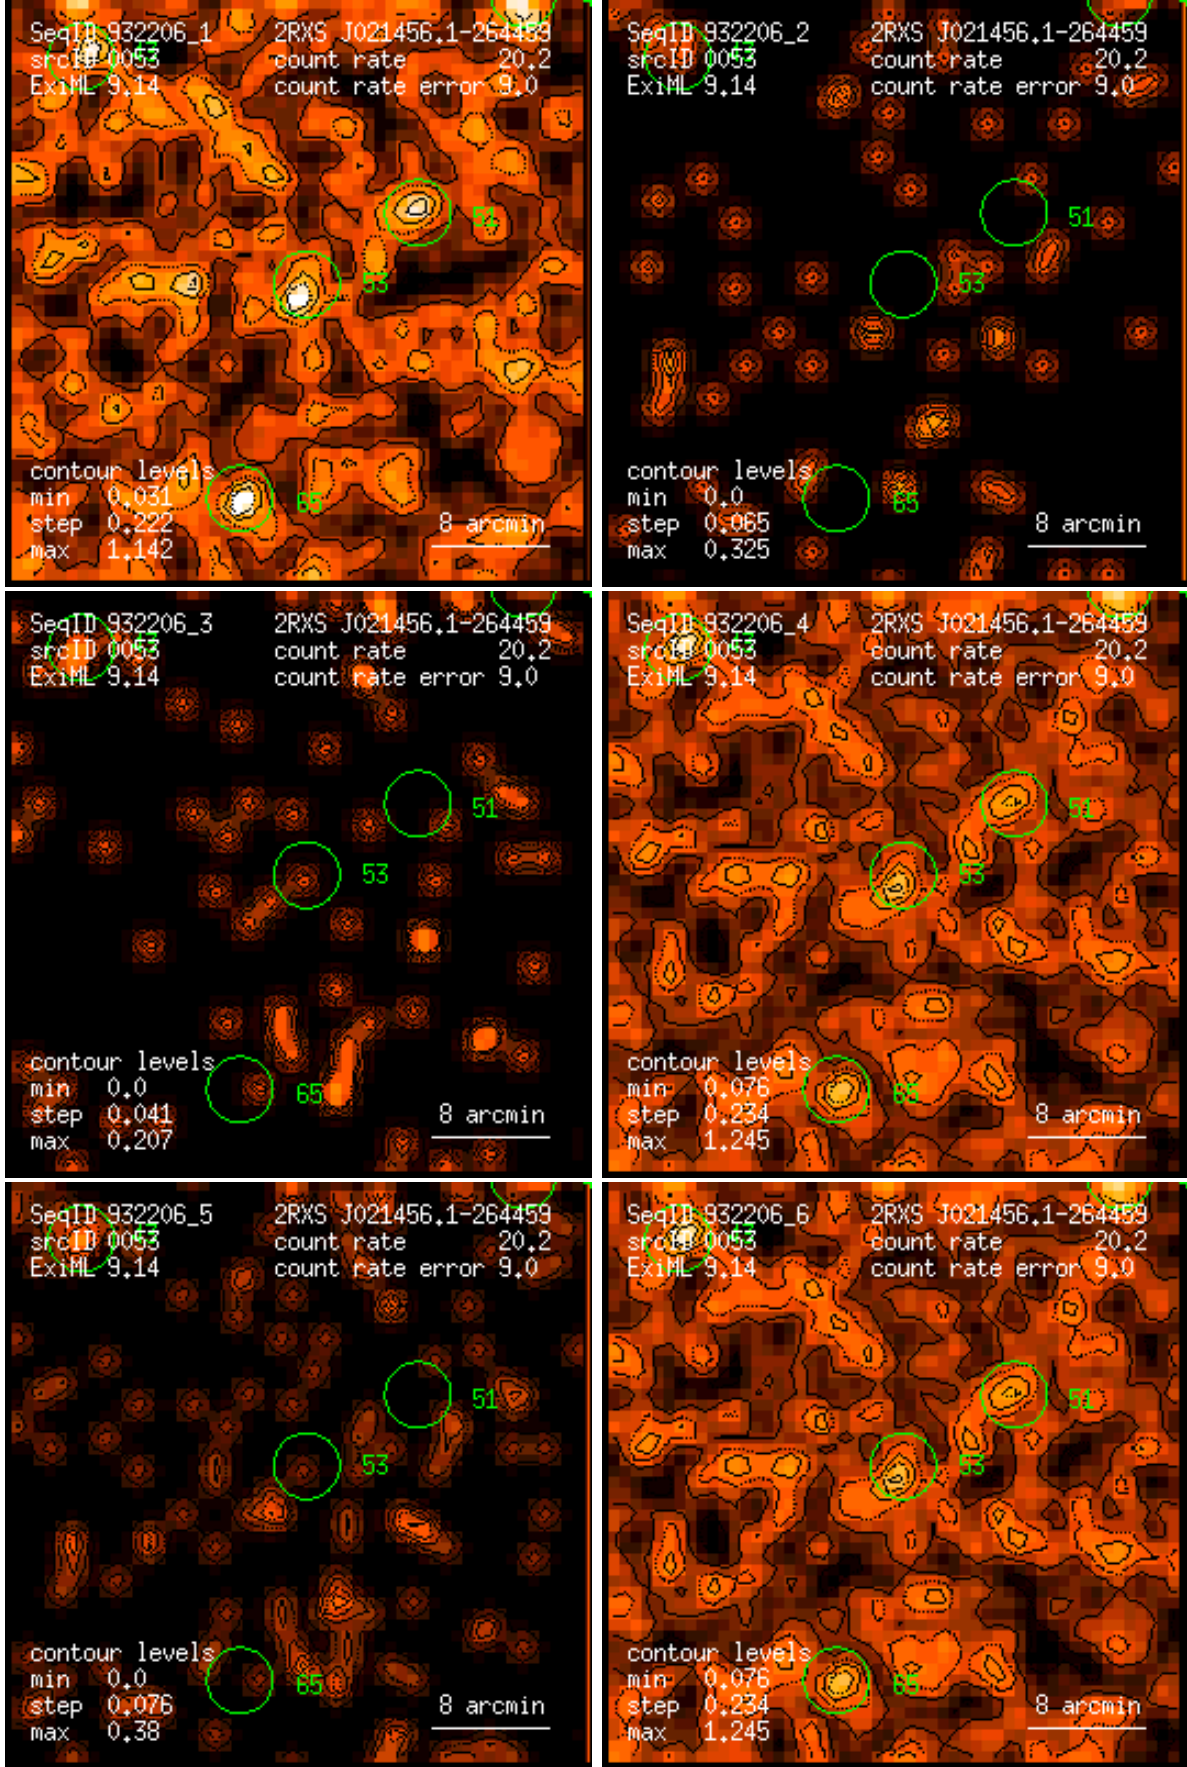 SeqID 932206_1 2RXS J021456.1-264459
srcID 0053 count rate 20.2
ExiML 9.14 count rate error 9.0
51
53
contour levels
min 0.031
step 0.222
max 1.142
65
8 arcmin
SeqID 932206_2 2RXS J021456.1-264459
srcID 0053 count rate 20.2
ExiML 9.14 count rate error 9.0
51
53
contour levels
min 0.0
step 0.065
max 0.325
65
8 arcmin
SeqID 932206_3 2RXS J021456.1-264459
srcID 0053 count rate 20.2
ExiML 9.14 count rate error 9.0
51
53
contour levels
min 0.0
step 0.041
max 0.207
65
8 arcmin
SeqID 932206_4 2RXS J021456.1-264459
srcID 0053 count rate 20.2
ExiML 9.14 count rate error 9.0
51
53
contour levels
min 0.076
step 0.234
max 1.245
65
8 arcmin
SeqID 932206_5 2RXS J021456.1-264459
srcID 0053 count rate 20.2
ExiML 9.14 count rate error 9.0
51
53
contour levels
min 0.0
step 0.076
max 0.38
65
8 arcmin
SeqID 932206_6 2RXS J021456.1-264459
srcID 0053 count rate 20.2
ExiML 9.14 count rate error 9.0
51
53
contour levels
min 0.076
step 0.234
max 1.245
65
8 arcmin